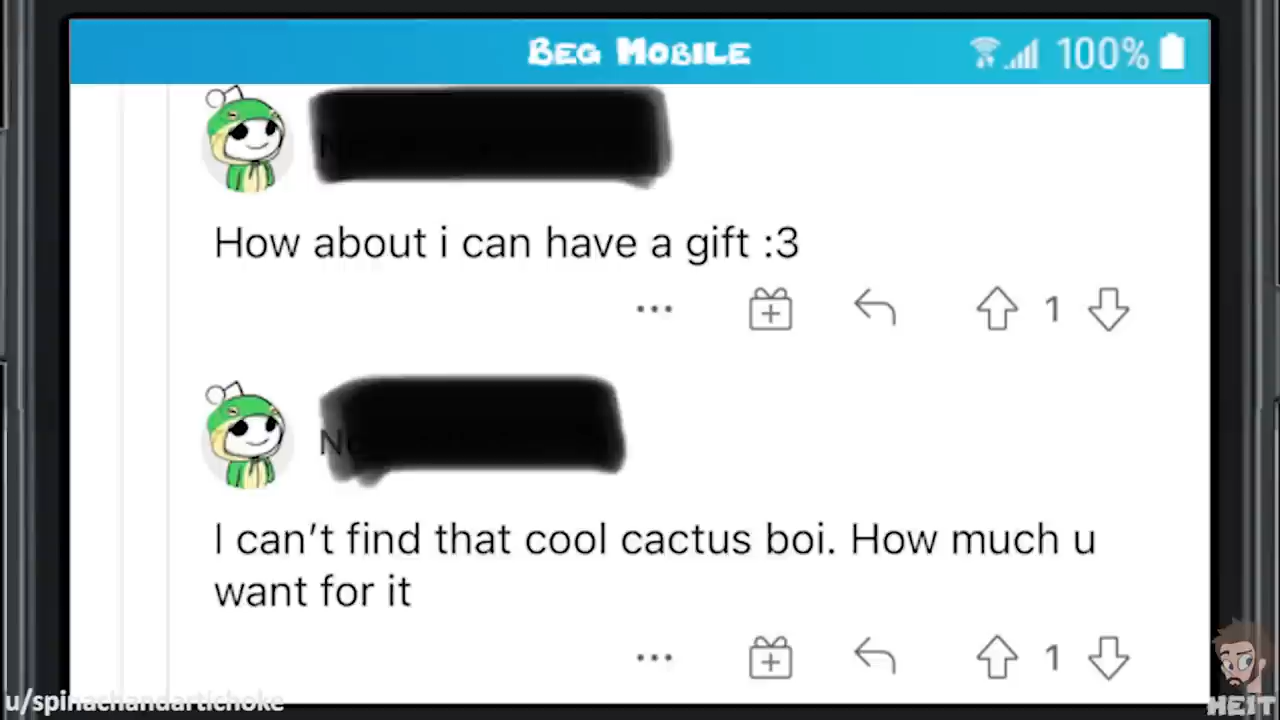 Beg Mobile
100%
How about i can have a gift :3
1
I can't find that cool cactus boi. How much u
want for it
1
u/spinachandartichoke
HEIT